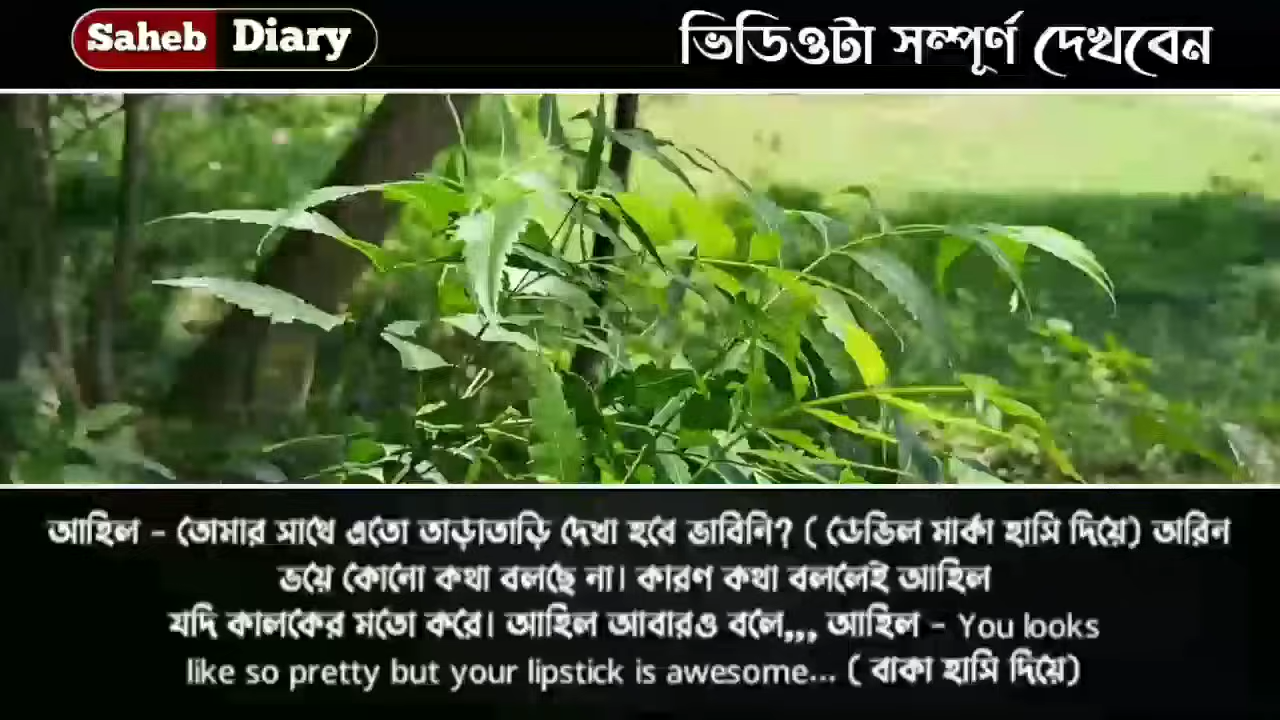 Saheb Diary
ভিডিওটা সম্পূর্ণ দেখবেন
আহিল - তোমার সাথে এতো তাড়াতাড়ি দেখা হবে ভাবিনি? ( ডেভিল মার্কা হাসি দিয়ে) তারিন
ভয়ে কোনো কথা বলছে না। কারণ কথা বললেই আহিল
যদি কালকের মতো করে। আহিল আবারও বলে,,, আহিল - You looks
like so pretty but your lipstick is awesome... ( বাকা হাসি দিয়ে)